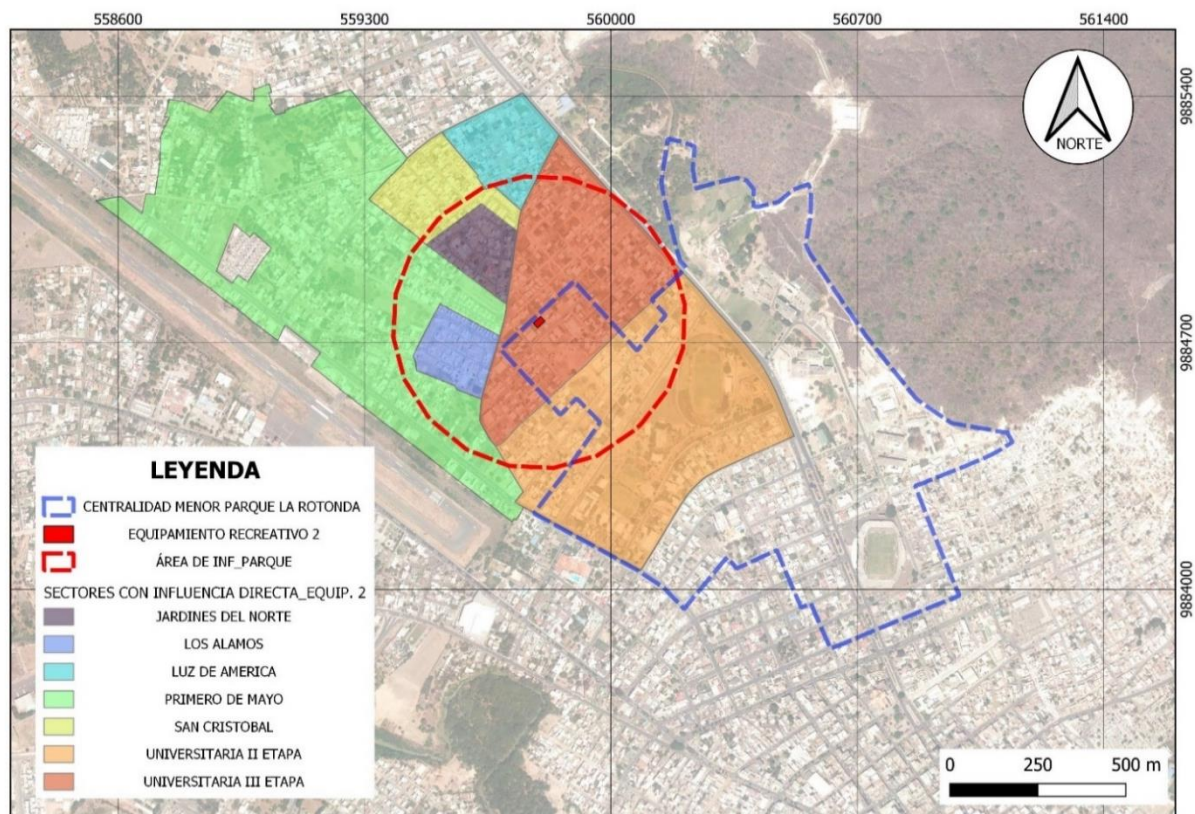 558600
559300
560000
560700
561400
9885400
9884700
9884000
NORTE
LEYENDA
CENTRALIDAD MENOR PARQUE LA ROTONDA
EQUIPAMIENTO RECREATIVO 2
ÁREA DE INF_PARQUE
SECTORES CON INFLUENCIA DIRECTA_EQUIP. 2
JARDINES DEL NORTE
LOS ALAMOS
LUZ DE AMERICA
PRIMERO DE MAYO
SAN CRISTOBAL
UNIVERSITARIA II ETAPA
UNIVERSITARIA III ETAPA
0 250 500 m